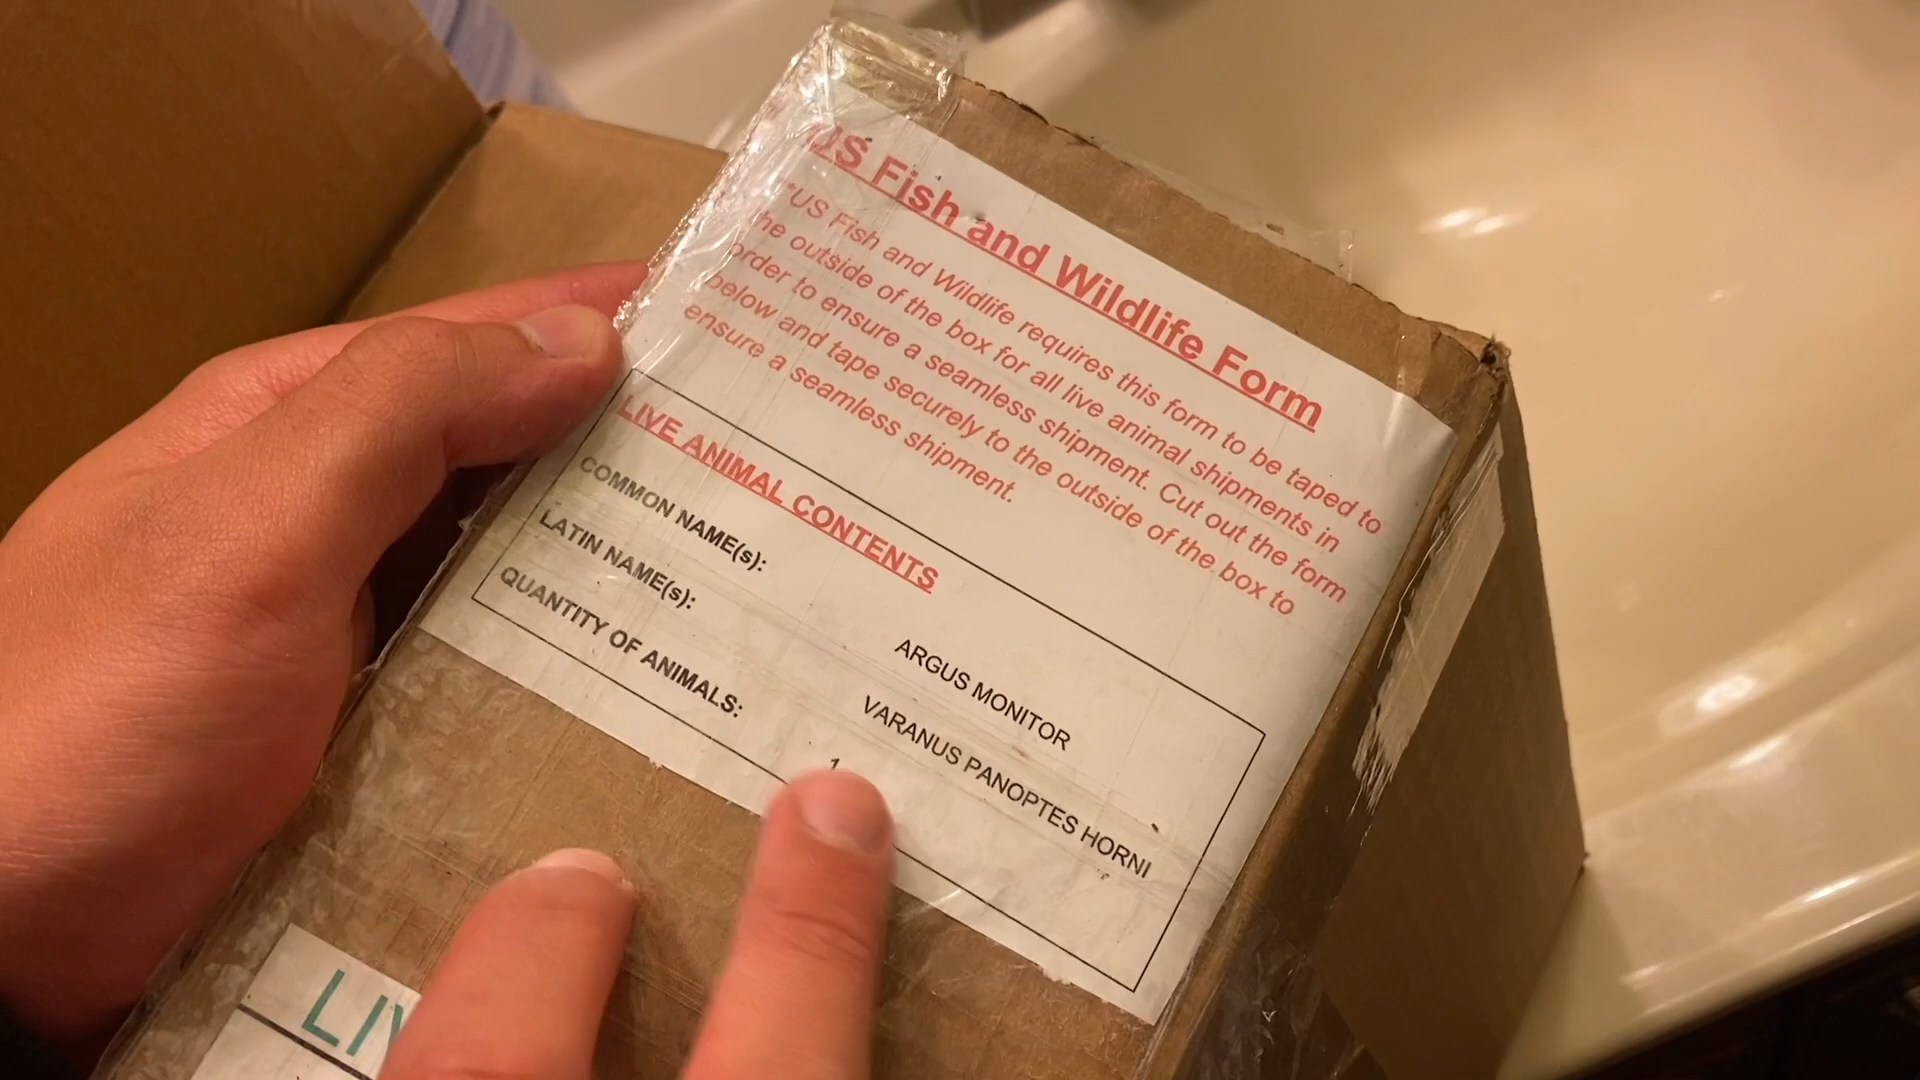 US Fish and Wildlife Form
*US Fish and Wildlife requires this form to be taped to
the outside of the box for all live animal shipments in
order to ensure a seamless shipment. Cut out the form
below and tape securely to the outside of the box to
ensure a seamless shipment.
LIVE ANIMAL CONTENTS
COMMON NAME(s): ARGUS MONITOR
LATIN NAME(s): VARANUS PANOPTES HORNI
QUANTITY OF ANIMALS: 1